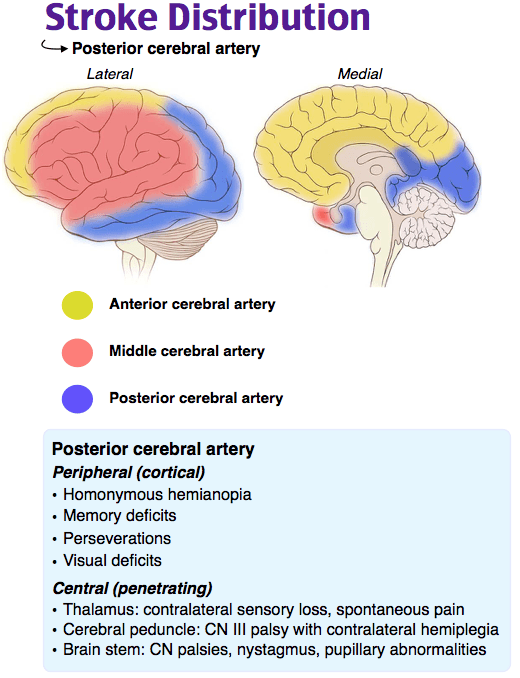 Stroke Distribution
Posterior cerebral artery
Lateral
Medial
Anterior cerebral artery
Middle cerebral artery
Posterior cerebral artery
Posterior cerebral artery
Peripheral (cortical)
• Homonymous hemianopia
• Memory deficits
• Perseverations
• Visual deficits
Central (penetrating)
• Thalamus: contralateral sensory loss, spontaneous pain
• Cerebral peduncle: CN III palsy with contralateral hemiplegia
• Brain stem: CN palsies, nystagmus, pupillary abnormalities